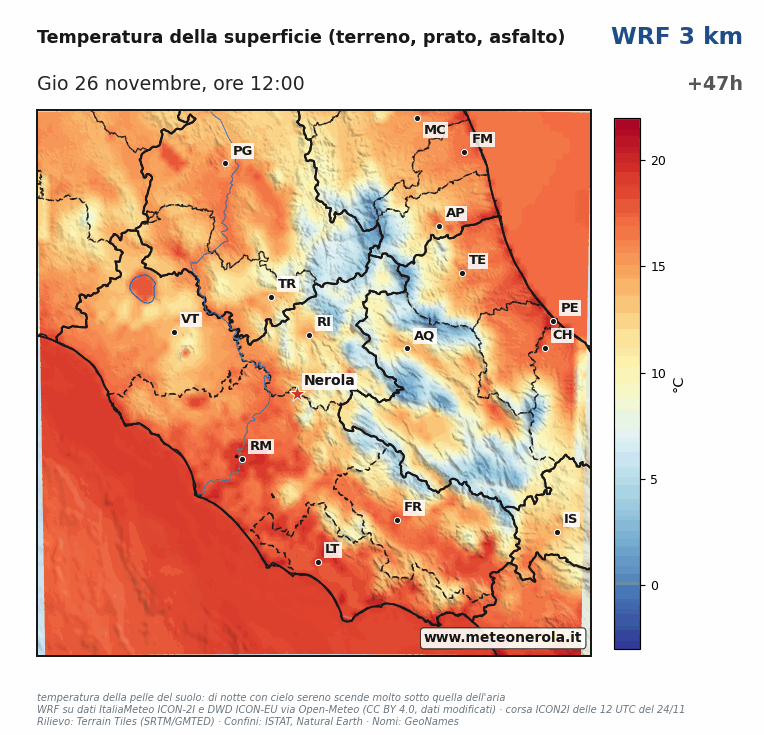 Temperatura della superficie (terreno, prato, asfalto)
WRF 3 km
Gio 26 novembre, ore 12:00
+47h
MC
FM
PG
AP
TE
TR
PE
VT
RI
AQ
CH
Nerola
RM
FR
IS
LT
www.meteonerola.it
20
15
10
5
0
°C
temperatura della pelle del suolo: di notte con cielo sereno scende molto sotto quella dell'aria
WRF su dati ItaliaMeteo ICON-2I e DWD ICON-EU via Open-Meteo (CC BY 4.0, dati modificati) · corsa ICON2I delle 12 UTC del 24/11
Rilievo: Terrain Tiles (SRTM/GMTED) · Confini: ISTAT, Natural Earth · Nomi: GeoNames